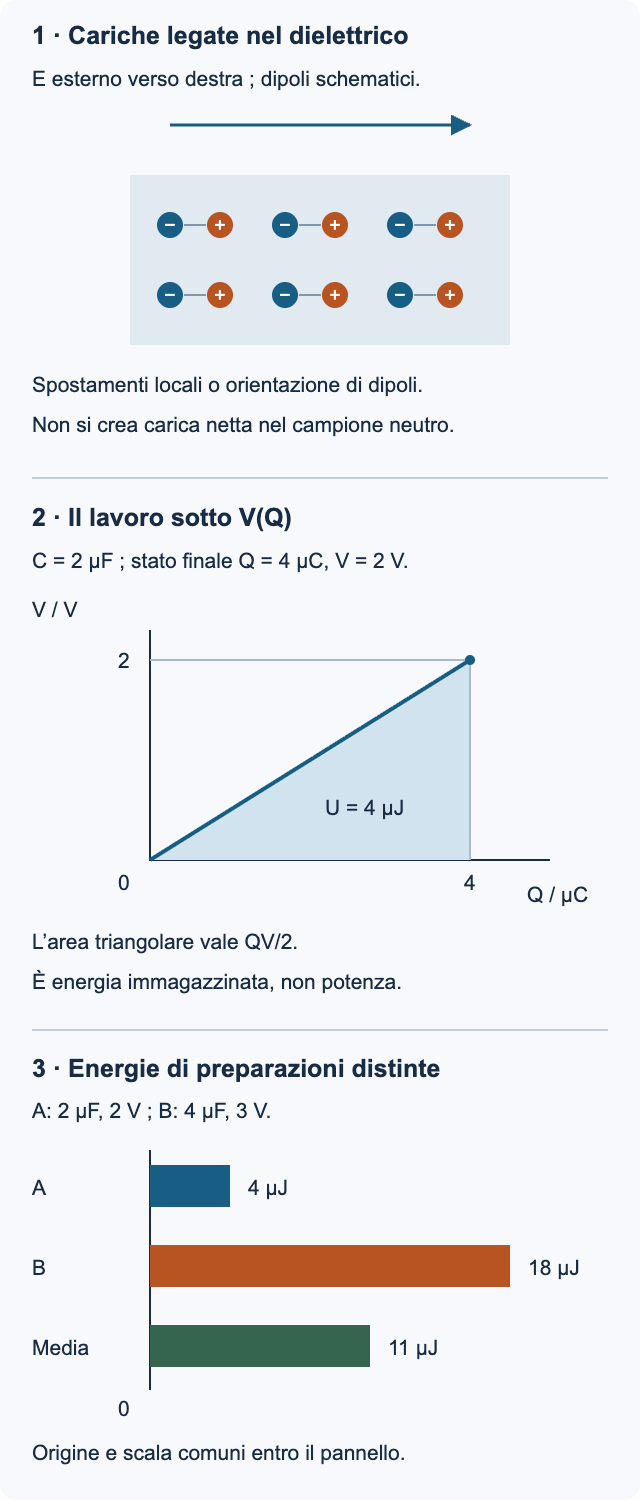 1 · Cariche legate nel dielettrico
E esterno verso destra ; dipoli schematici.
− + − + − +
− + − + − +
Spostamenti locali o orientazione di dipoli.
Non si crea carica netta nel campione neutro.
2 · Il lavoro sotto V(Q)
C = 2 µF ; stato finale Q = 4 µC, V = 2 V.
V / V
2
U = 4 µJ
0
4
Q / µC
L’area triangolare vale QV/2.
È energia immagazzinata, non potenza.
3 · Energie di preparazioni distinte
A: 2 µF, 2 V ; B: 4 µF, 3 V.
A 4 µJ
B 18 µJ
Media 11 µJ
0
Origine e scala comuni entro il pannello.